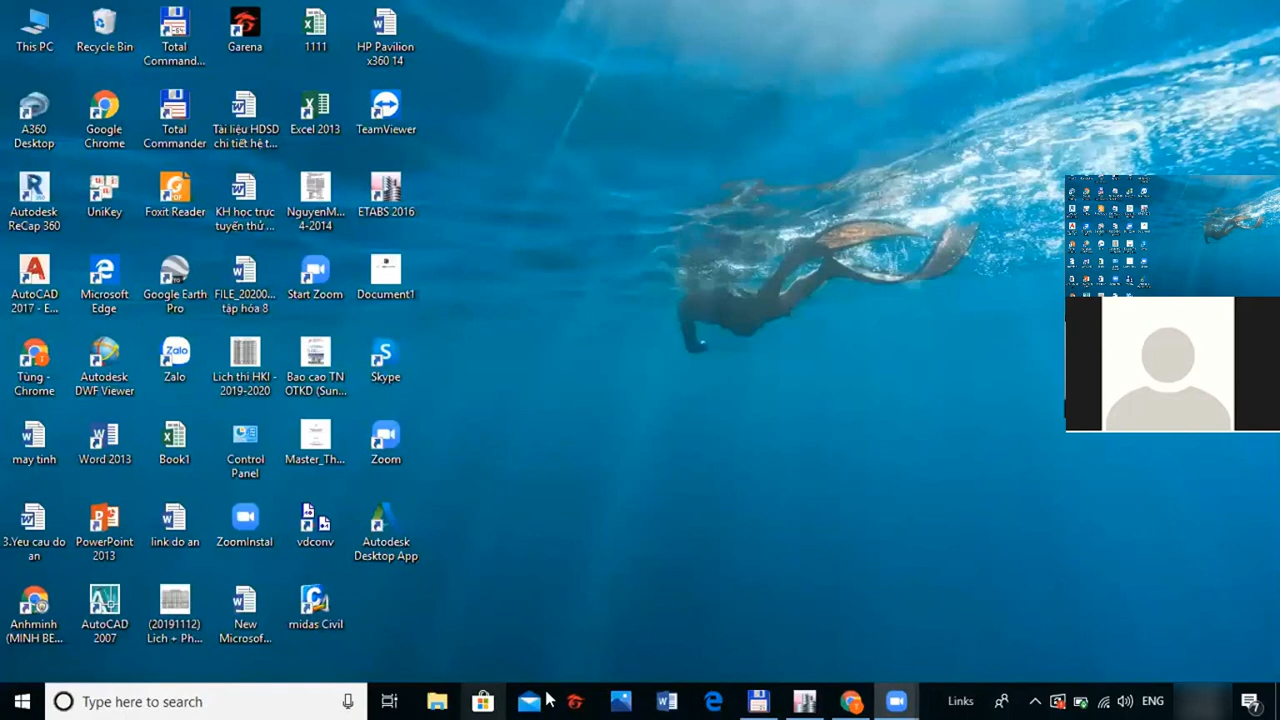 This PC
Recycle Bin
Total
Command...
Garena
1111
HP Pavilion
x360 14
A360
Desktop
Google
Chrome
Total
Commander
Tài liệu HDSD
chi tiết hệ t...
Excel 2013
TeamViewer
Autodesk
ReCap 360
UniKey
Foxit Reader
KH học trực
tuyến thứ ...
NguyenM...
4-2014
ETABS 2016
AutoCAD
2017 - E...
Microsoft
Edge
Google Earth
Pro
FILE_20200...
tập hóa 8
Start Zoom
Document1
Tùng -
Chrome
Autodesk
DWF Viewer
Zalo
Lich thi HKI -
2019-2020
Bao cao TN
OTKD (Sun...
Skype
may tinh
Word 2013
Book1
Control
Panel
Master_Th...
Zoom
3.Yeu cau do
an
PowerPoint
2013
link do an
ZoomInstal
vdconv
Autodesk
Desktop App
Anhminh
(MINH BE...
AutoCAD
2007
(20191112)
Lich + Ph...
New
Microsof...
midas Civil
Type here to search
Links
ENG
7